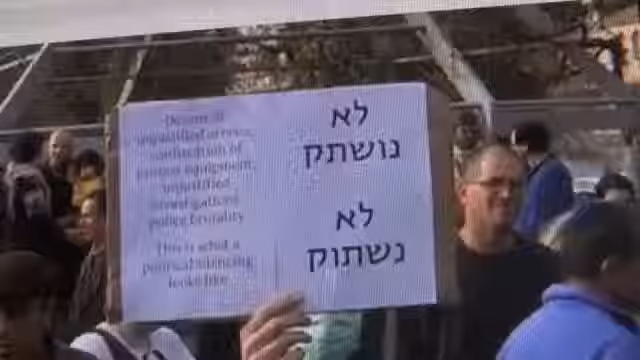 Dozens of
unjustified arrests,
confiscation of
protest equipment,
unjustified
investigations,
police brutality
This is what a
political silencing
looks like
לא
נושתק
לא
נשתוק